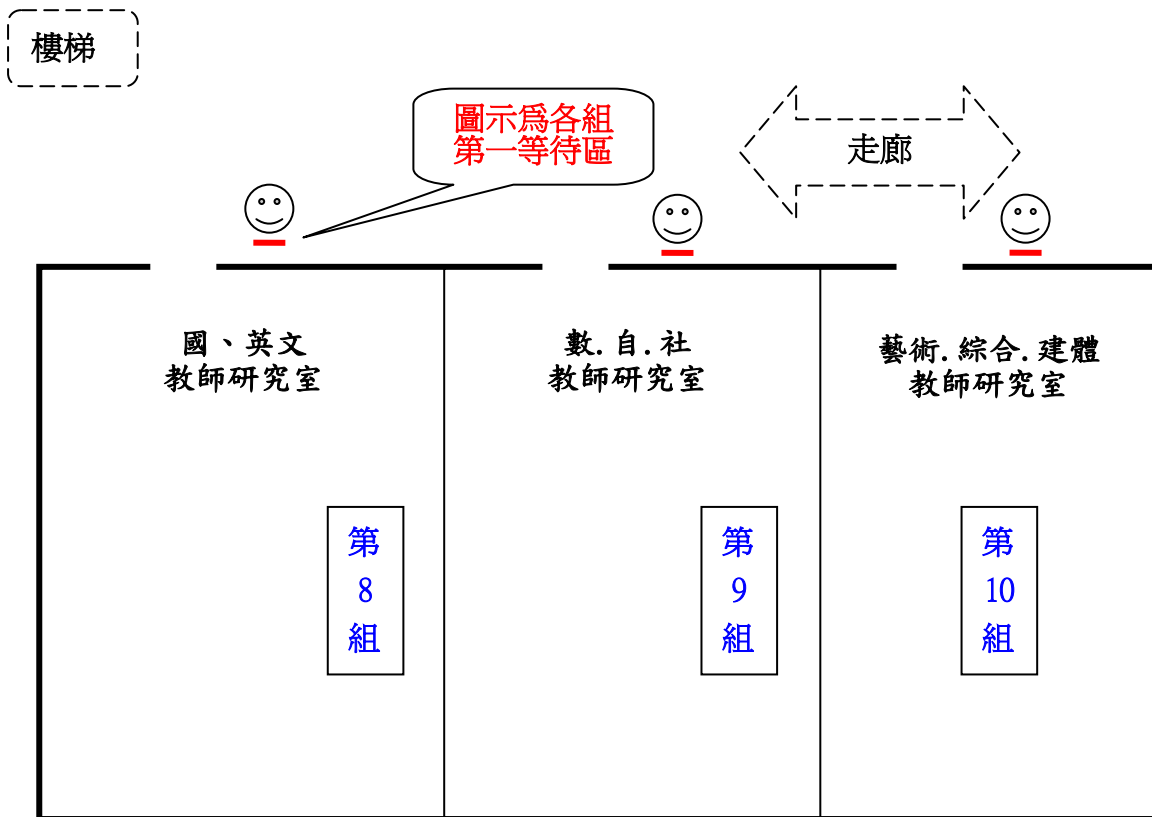 樓梯
圖示為各組
第一等待區
走廊
國、英文
教師研究室
數.自.社
教師研究室
藝術.綜合.建體
教師研究室
第
8
組
第
9
組
第
10
組